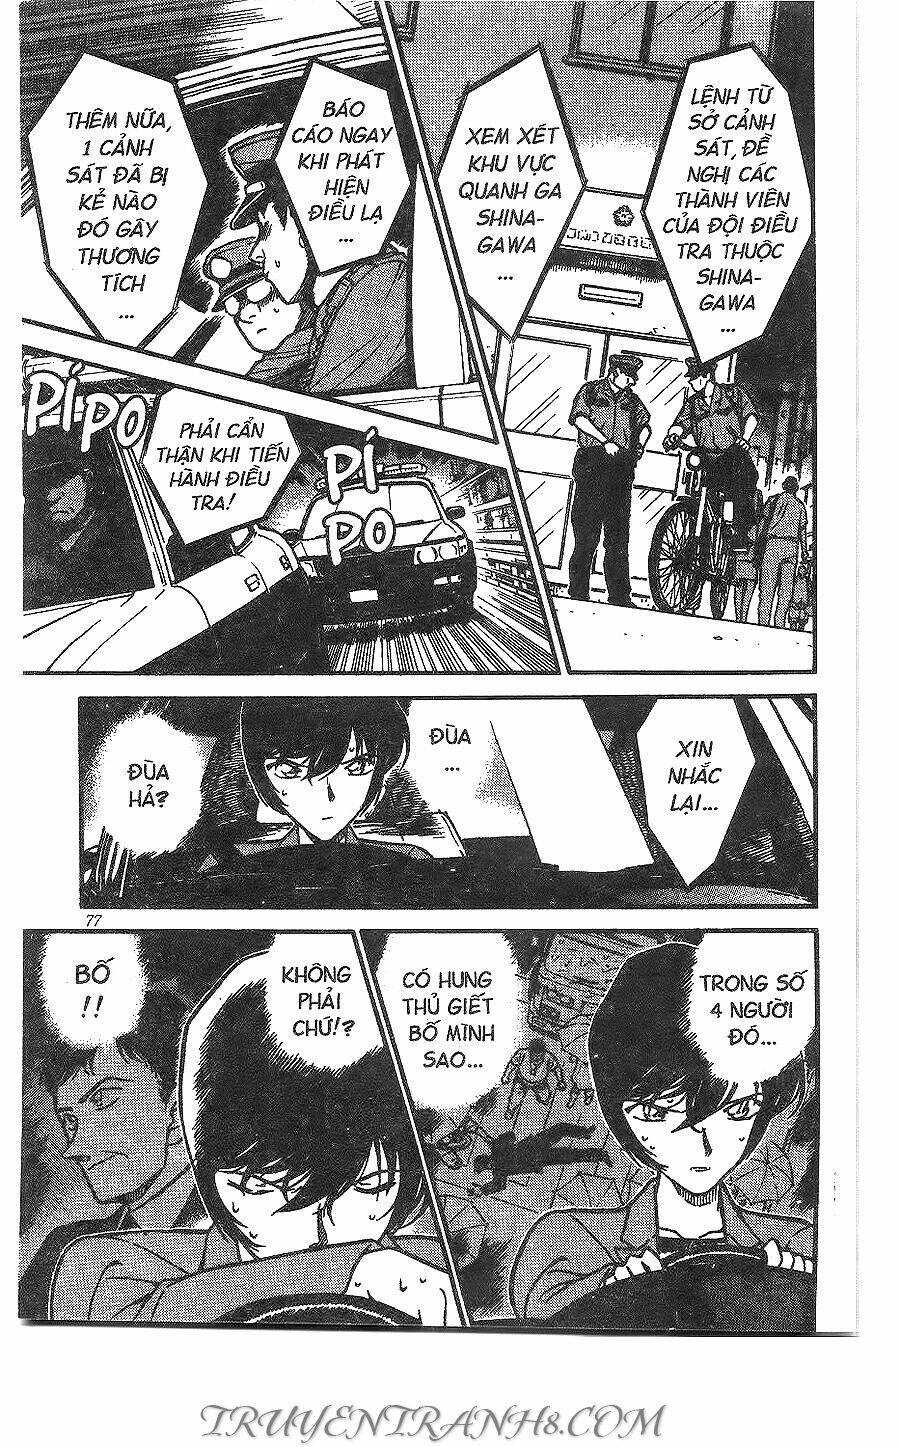 LỆNH TỪ
SỞ CẢNH
SÁT, ĐỀ
NGHỊ CÁC
THÀNH VIÊN
CỦA ĐỘI ĐIỀU
TRA THUỘC
SHINA-
GAWA
...
XEM XÉT
KHU VỰC
QUANH GA
SHINA-
GAWA
...
BÁO
CÁO NGAY
KHI PHÁT
HIỆN
ĐIỀU LẠ
...
THÊM NỮA,
1 CẢNH
SÁT ĐÃ BỊ
KẺ NÀO
ĐÓ GÂY
THƯƠNG
TÍCH
...
PÍ
PO
PHẢI CẨN
THẬN KHI TIẾN
HÀNH ĐIỀU
TRA!
PÍ
PO
XIN
NHẮC
LẠI...
ĐÙA
...
ĐÙA
HẢ?
77
TRONG SỐ
4 NGƯỜI
ĐÓ...
CÓ HUNG
THỦ GIẾT
BỐ MÌNH
SAO...
KHÔNG
PHẢI
CHỨ!?
BỐ
!!
TRUYENTRANH8.COM